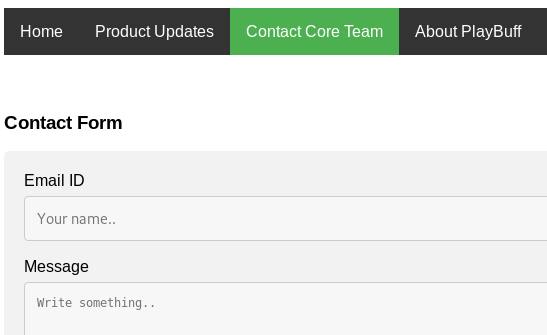 Home Product Updates Contact Core Team About PlayBuff
Contact Form
Email ID
Your name..
Message
Write something..